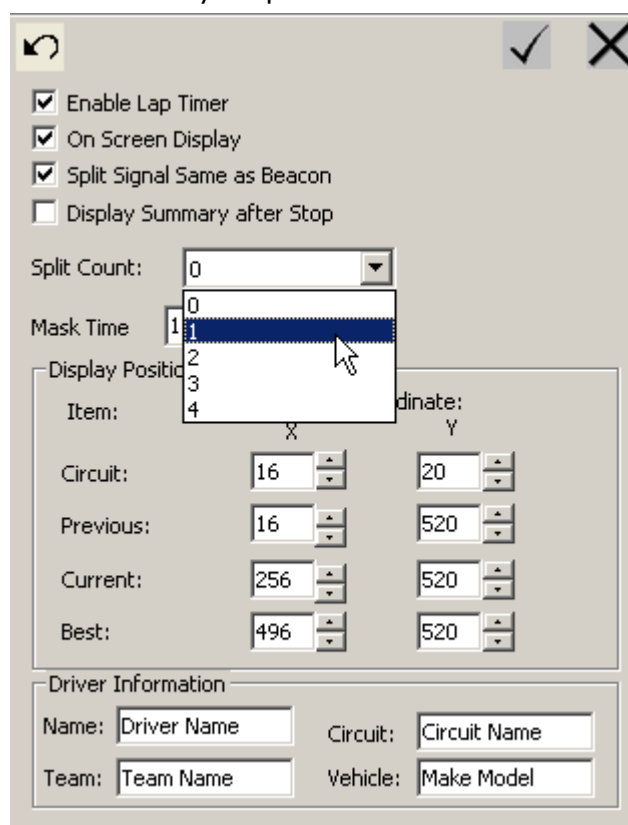 Enable Lap Timer
On Screen Display
Split Signal Same as Beacon
Display Summary after Stop
Split Count: 0
0
1
2
3
4
Mask Time 1
Display
Item: X Y
Circuit: 16 20
Previous: 16 520
Current: 256 520
Best: 496 520
Driver Information
Name: Driver Name Circuit: Circuit Name
Team: Team Name Vehicle: Make Model